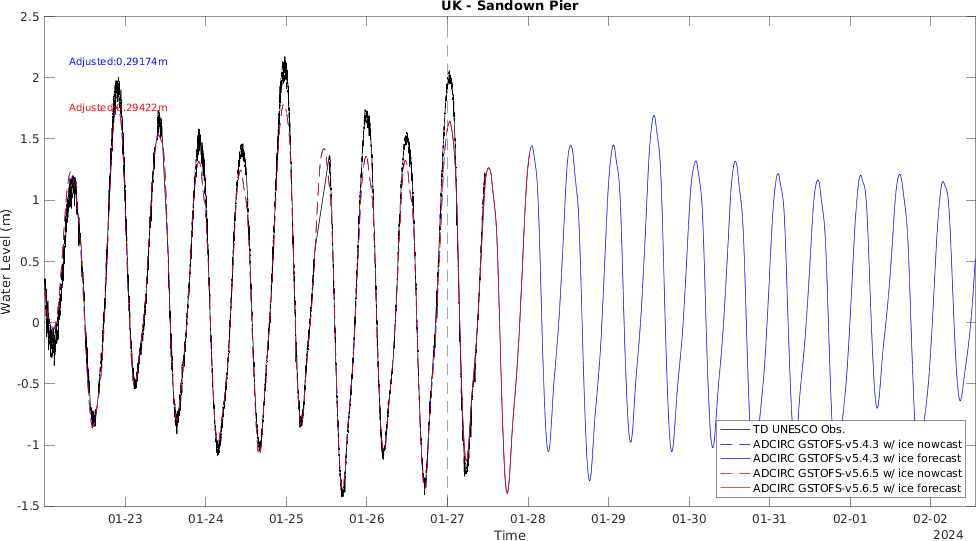 UK - Sandown Pier
2.5
2
1.5
1
0.5
0
-0.5
-1
-1.5
Water Level (m)
Adjusted:0.29174m
Adjusted:0.29422m
TD UNESCO Obs.
ADCIRC GSTOFS-v5.4.3 w/ ice nowcast
ADCIRC GSTOFS-v5.4.3 w/ ice forecast
ADCIRC GSTOFS-v5.6.5 w/ ice nowcast
ADCIRC GSTOFS-v5.6.5 w/ ice forecast
01-23 01-24 01-25 01-26 01-27 01-28 01-29 01-30 01-31 02-01 02-02
Time
2024